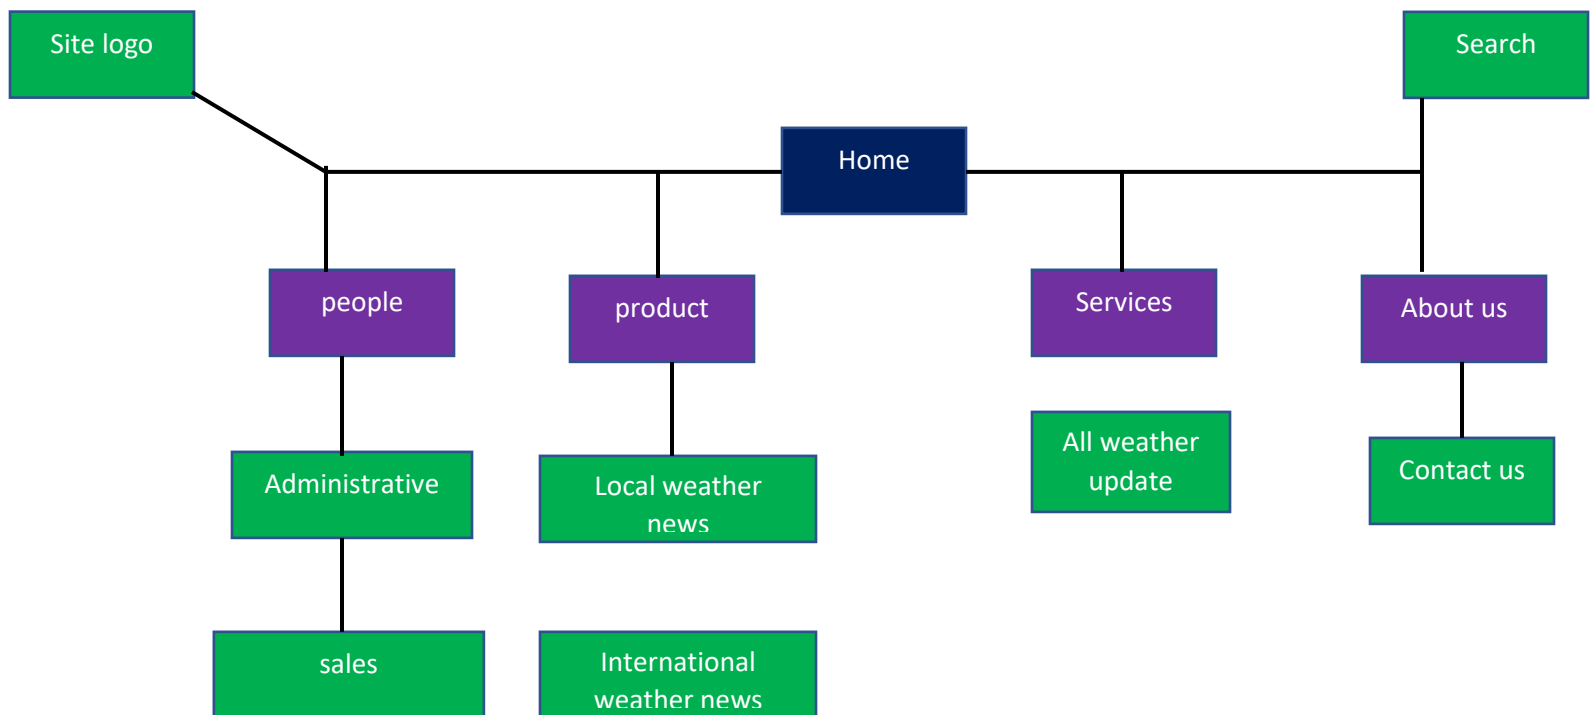 Site logo
Search
Home
people
product
Services
About us
All weather
update
Administrative
Local weather
news
Contact us
sales
International
weather news